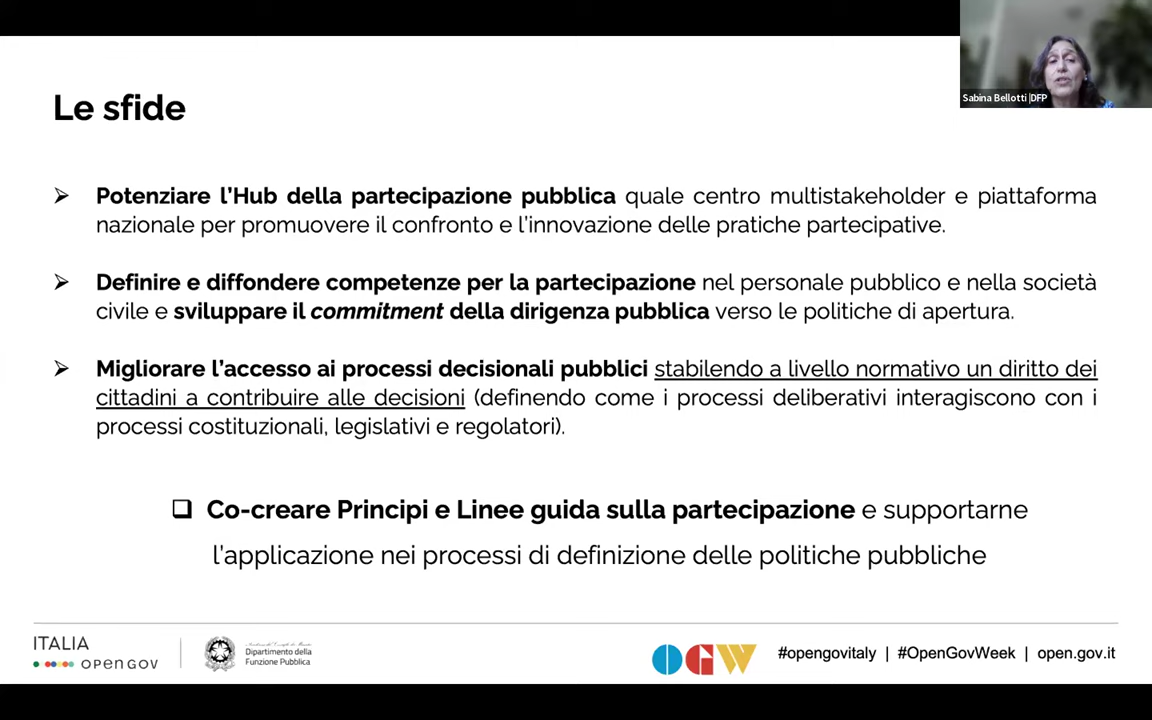 Sabina Bellotti |DFP
Le sfide
Potenziare l'Hub della partecipazione pubblica quale centro multistakeholder e piattaforma
nazionale per promuovere il confronto e l'innovazione delle pratiche partecipative.
Definire e diffondere competenze per la partecipazione nel personale pubblico e nella società
civile e sviluppare il commitment della dirigenza pubblica verso le politiche di apertura.
Migliorare l'accesso ai processi decisionali pubblici stabilendo a livello normativo un diritto dei
cittadini a contribuire alle decisioni (definendo come i processi deliberativi interagiscono con i
processi costituzionali, legislativi e regolatori).
Co-creare Principi e Linee guida sulla partecipazione e supportarne
l'applicazione nei processi di definizione delle politiche pubbliche
ITALIA
OPENGOV
Dipartimento della
Funzione Pubblica
OGW
#opengovitaly | #OpenGovWeek | open.gov.it